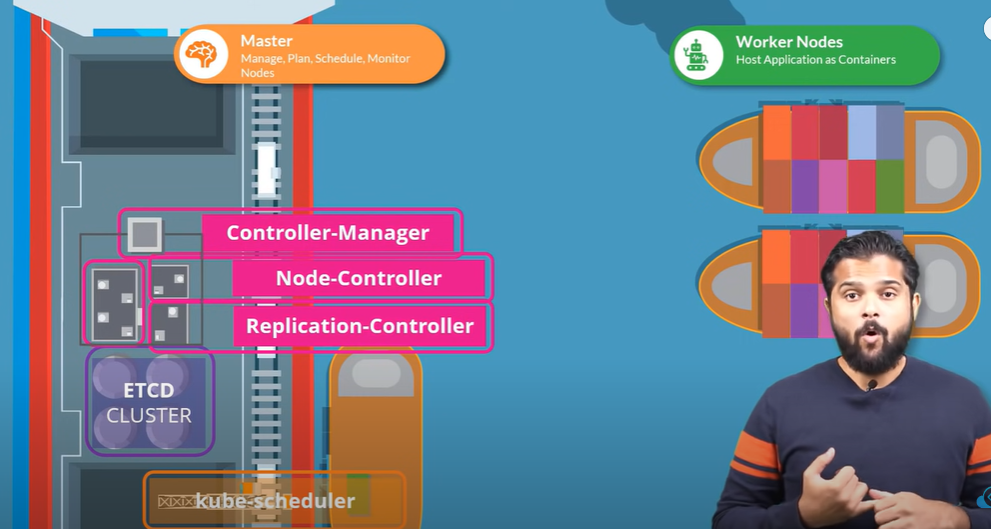 Master
Manage, Plan, Schedule, Monitor
Nodes
Worker Nodes
Host Application as Containers
Controller-Manager
Node-Controller
Replication-Controller
ETCD
CLUSTER
kube-scheduler